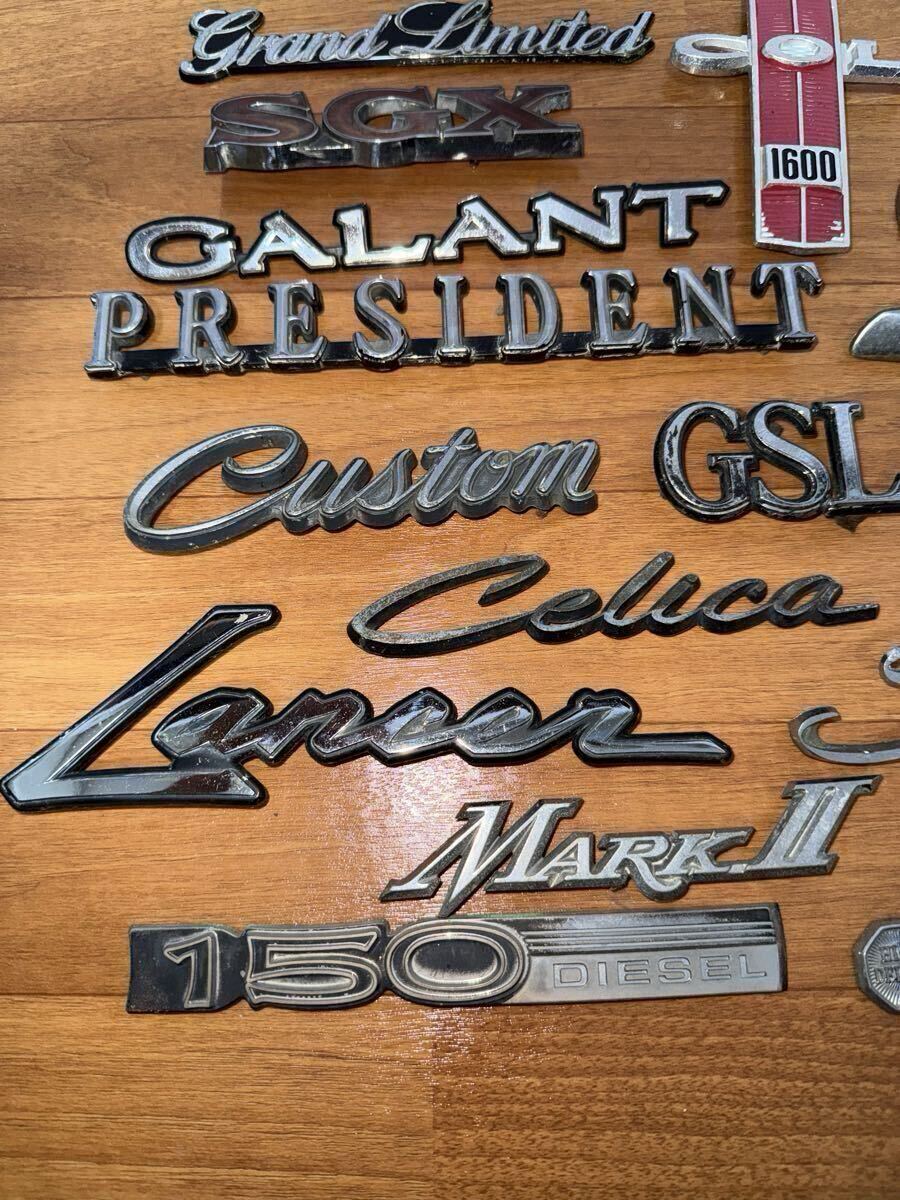 Grand Limited
SGX
1600
GALANT
PRESIDENT
Custom
GSL
Celica
Lancer
MARK II
150 DIESEL